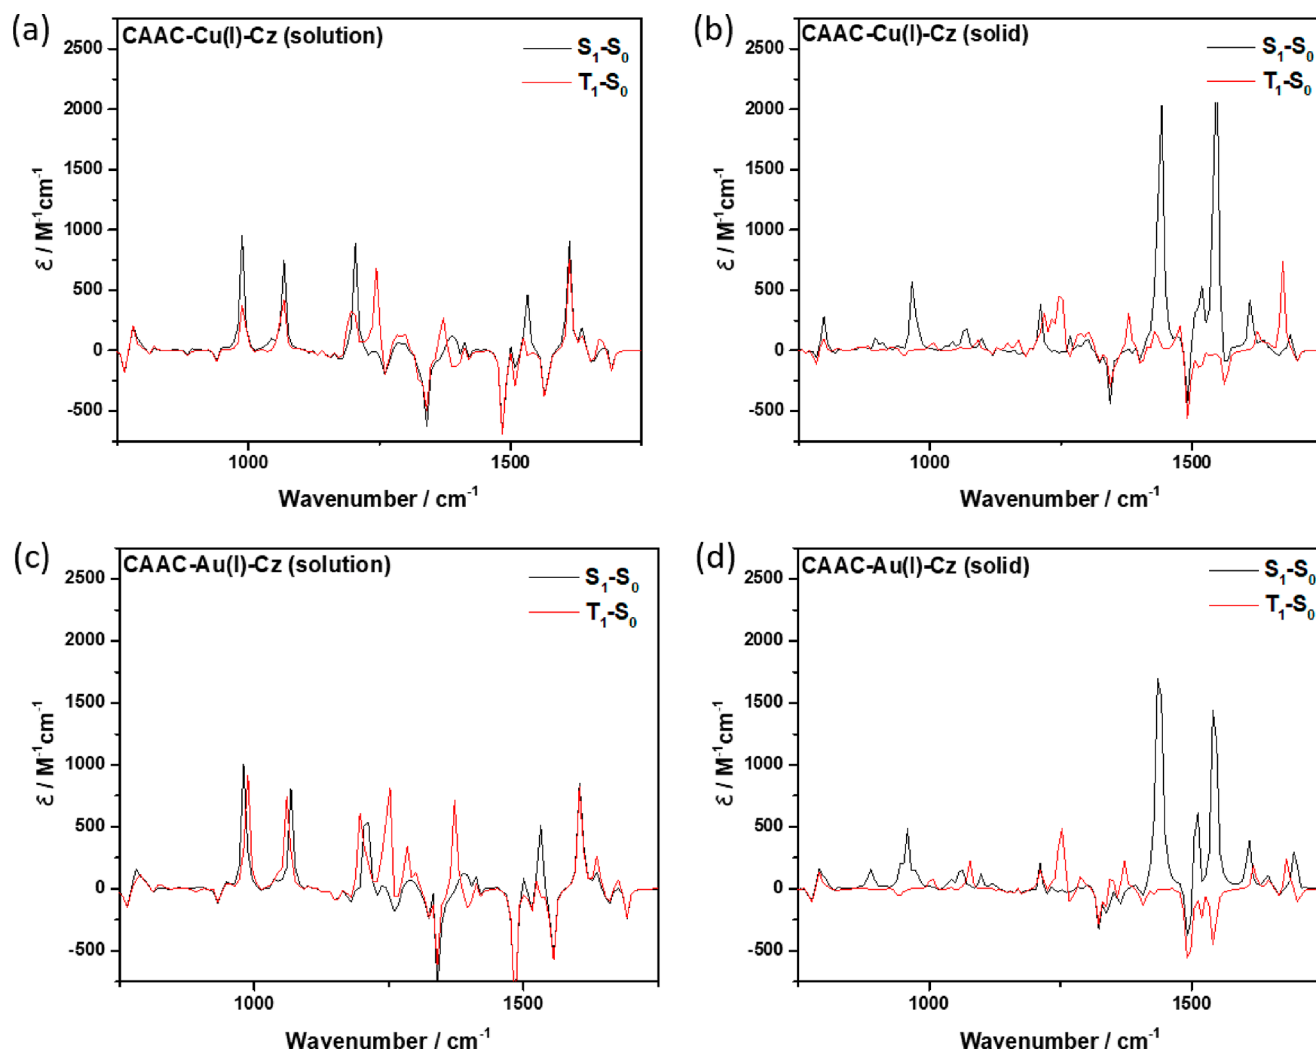 (a)
CAAC-Cu(I)-Cz (solution)
S₁-S₀
T₁-S₀
2500
2000
1500
1000
500
0
-500
ε / M⁻¹cm⁻¹
1000
1500
Wavenumber / cm⁻¹
(b)
CAAC-Cu(I)-Cz (solid)
S₁-S₀
T₁-S₀
2500
2000
1500
1000
500
0
-500
ε / M⁻¹cm⁻¹
1000
1500
Wavenumber / cm⁻¹
(c)
CAAC-Au(I)-Cz (solution)
S₁-S₀
T₁-S₀
2500
2000
1500
1000
500
0
-500
ε / M⁻¹cm⁻¹
1000
1500
Wavenumber / cm⁻¹
(d)
CAAC-Au(I)-Cz (solid)
S₁-S₀
T₁-S₀
2500
2000
1500
1000
500
0
-500
ε / M⁻¹cm⁻¹
1000
1500
Wavenumber / cm⁻¹